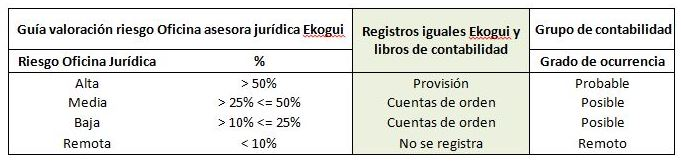 Guía valoración riesgo Oficina asesora jurídica Ekogui
Registros iguales Ekogui y
libros de contabilidad
Grupo de contabilidad
Riesgo Oficina Jurídica % Grado de ocurrencia
Alta > 50% Provisión Probable
Media > 25% <= 50% Cuentas de orden Posible
Baja > 10% <= 25% Cuentas de orden Posible
Remota < 10% No se registra Remoto